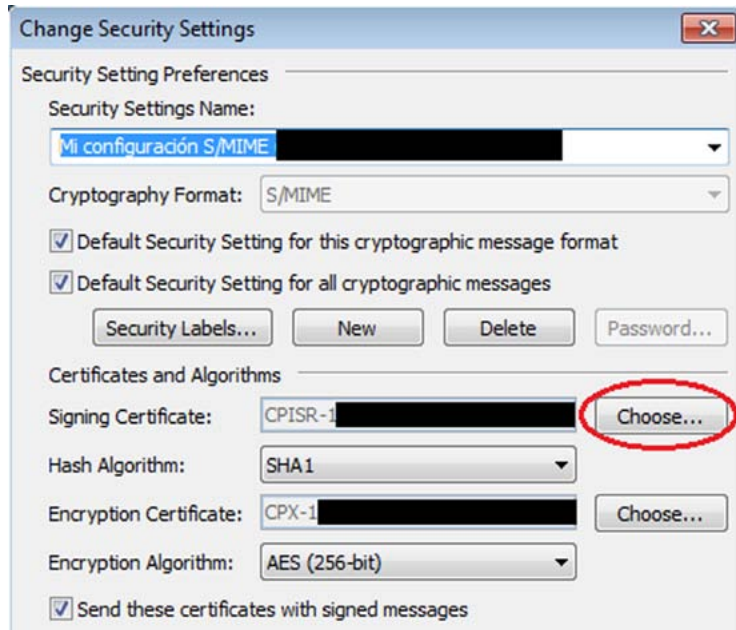 Change Security Settings
Security Setting Preferences
Security Settings Name:
Mi configuración S/MIME
Cryptography Format: S/MIME
Default Security Setting for this cryptographic message format
Default Security Setting for all cryptographic messages
Security Labels... New Delete Password...
Certificates and Algorithms
Signing Certificate: CPISR-1 Choose...
Hash Algorithm: SHA1
Encryption Certificate: CPX-1 Choose...
Encryption Algorithm: AES (256-bit)
Send these certificates with signed messages